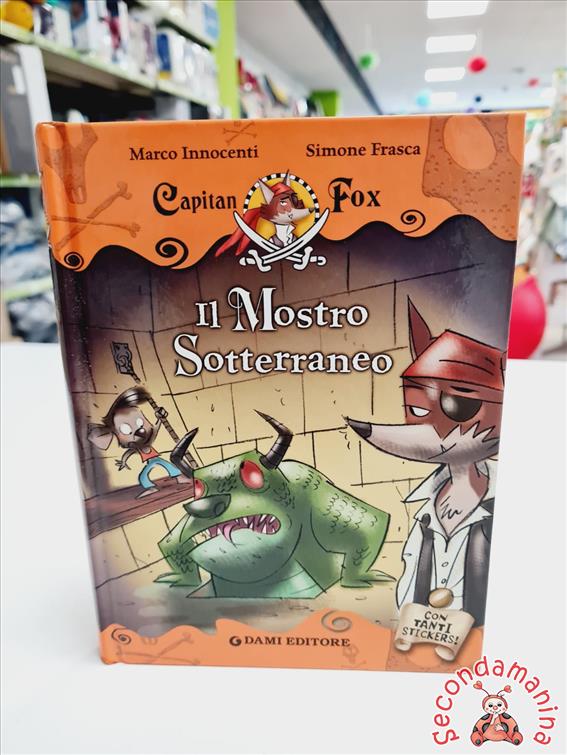 Marco Innocenti Simone Frasca
Capitan Fox
Il Mostro
Sotterraneo
CON
TANTI
STICKERS!
DAMI EDITORE
Secondamanina